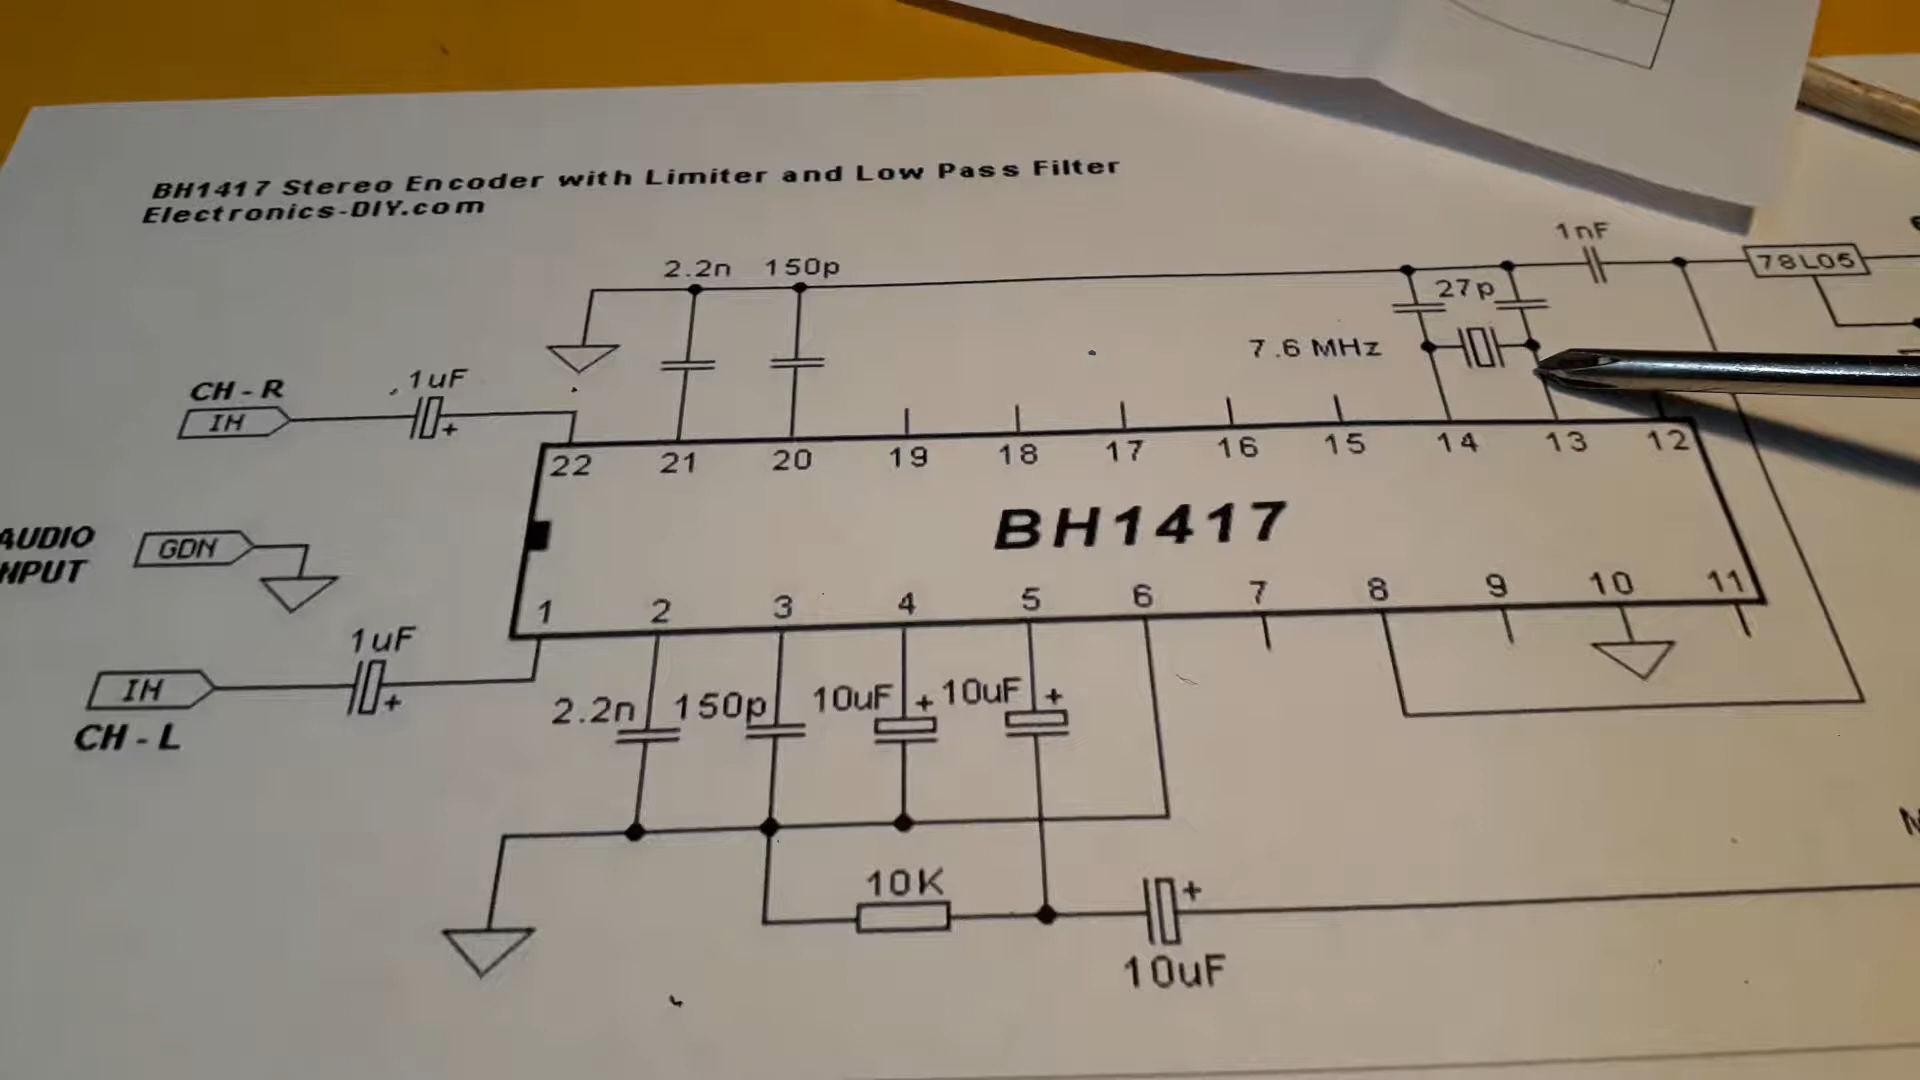 BH1417 Stereo Encoder with Limiter and Low Pass Filter
Electronics-DIY.com
1nF
78L05
2.2n 150p
27p
7.6 MHz
CH - R
1uF
IN
+
22 21 20 19 18 17 16 15 14 13 12
BH1417
AUDIO
GDN
1 2 3 4 5 6 7 8 9 10 11
1uF
IN
+
CH - L
2.2n 150p 10uF + 10uF +
10K
+
10uF